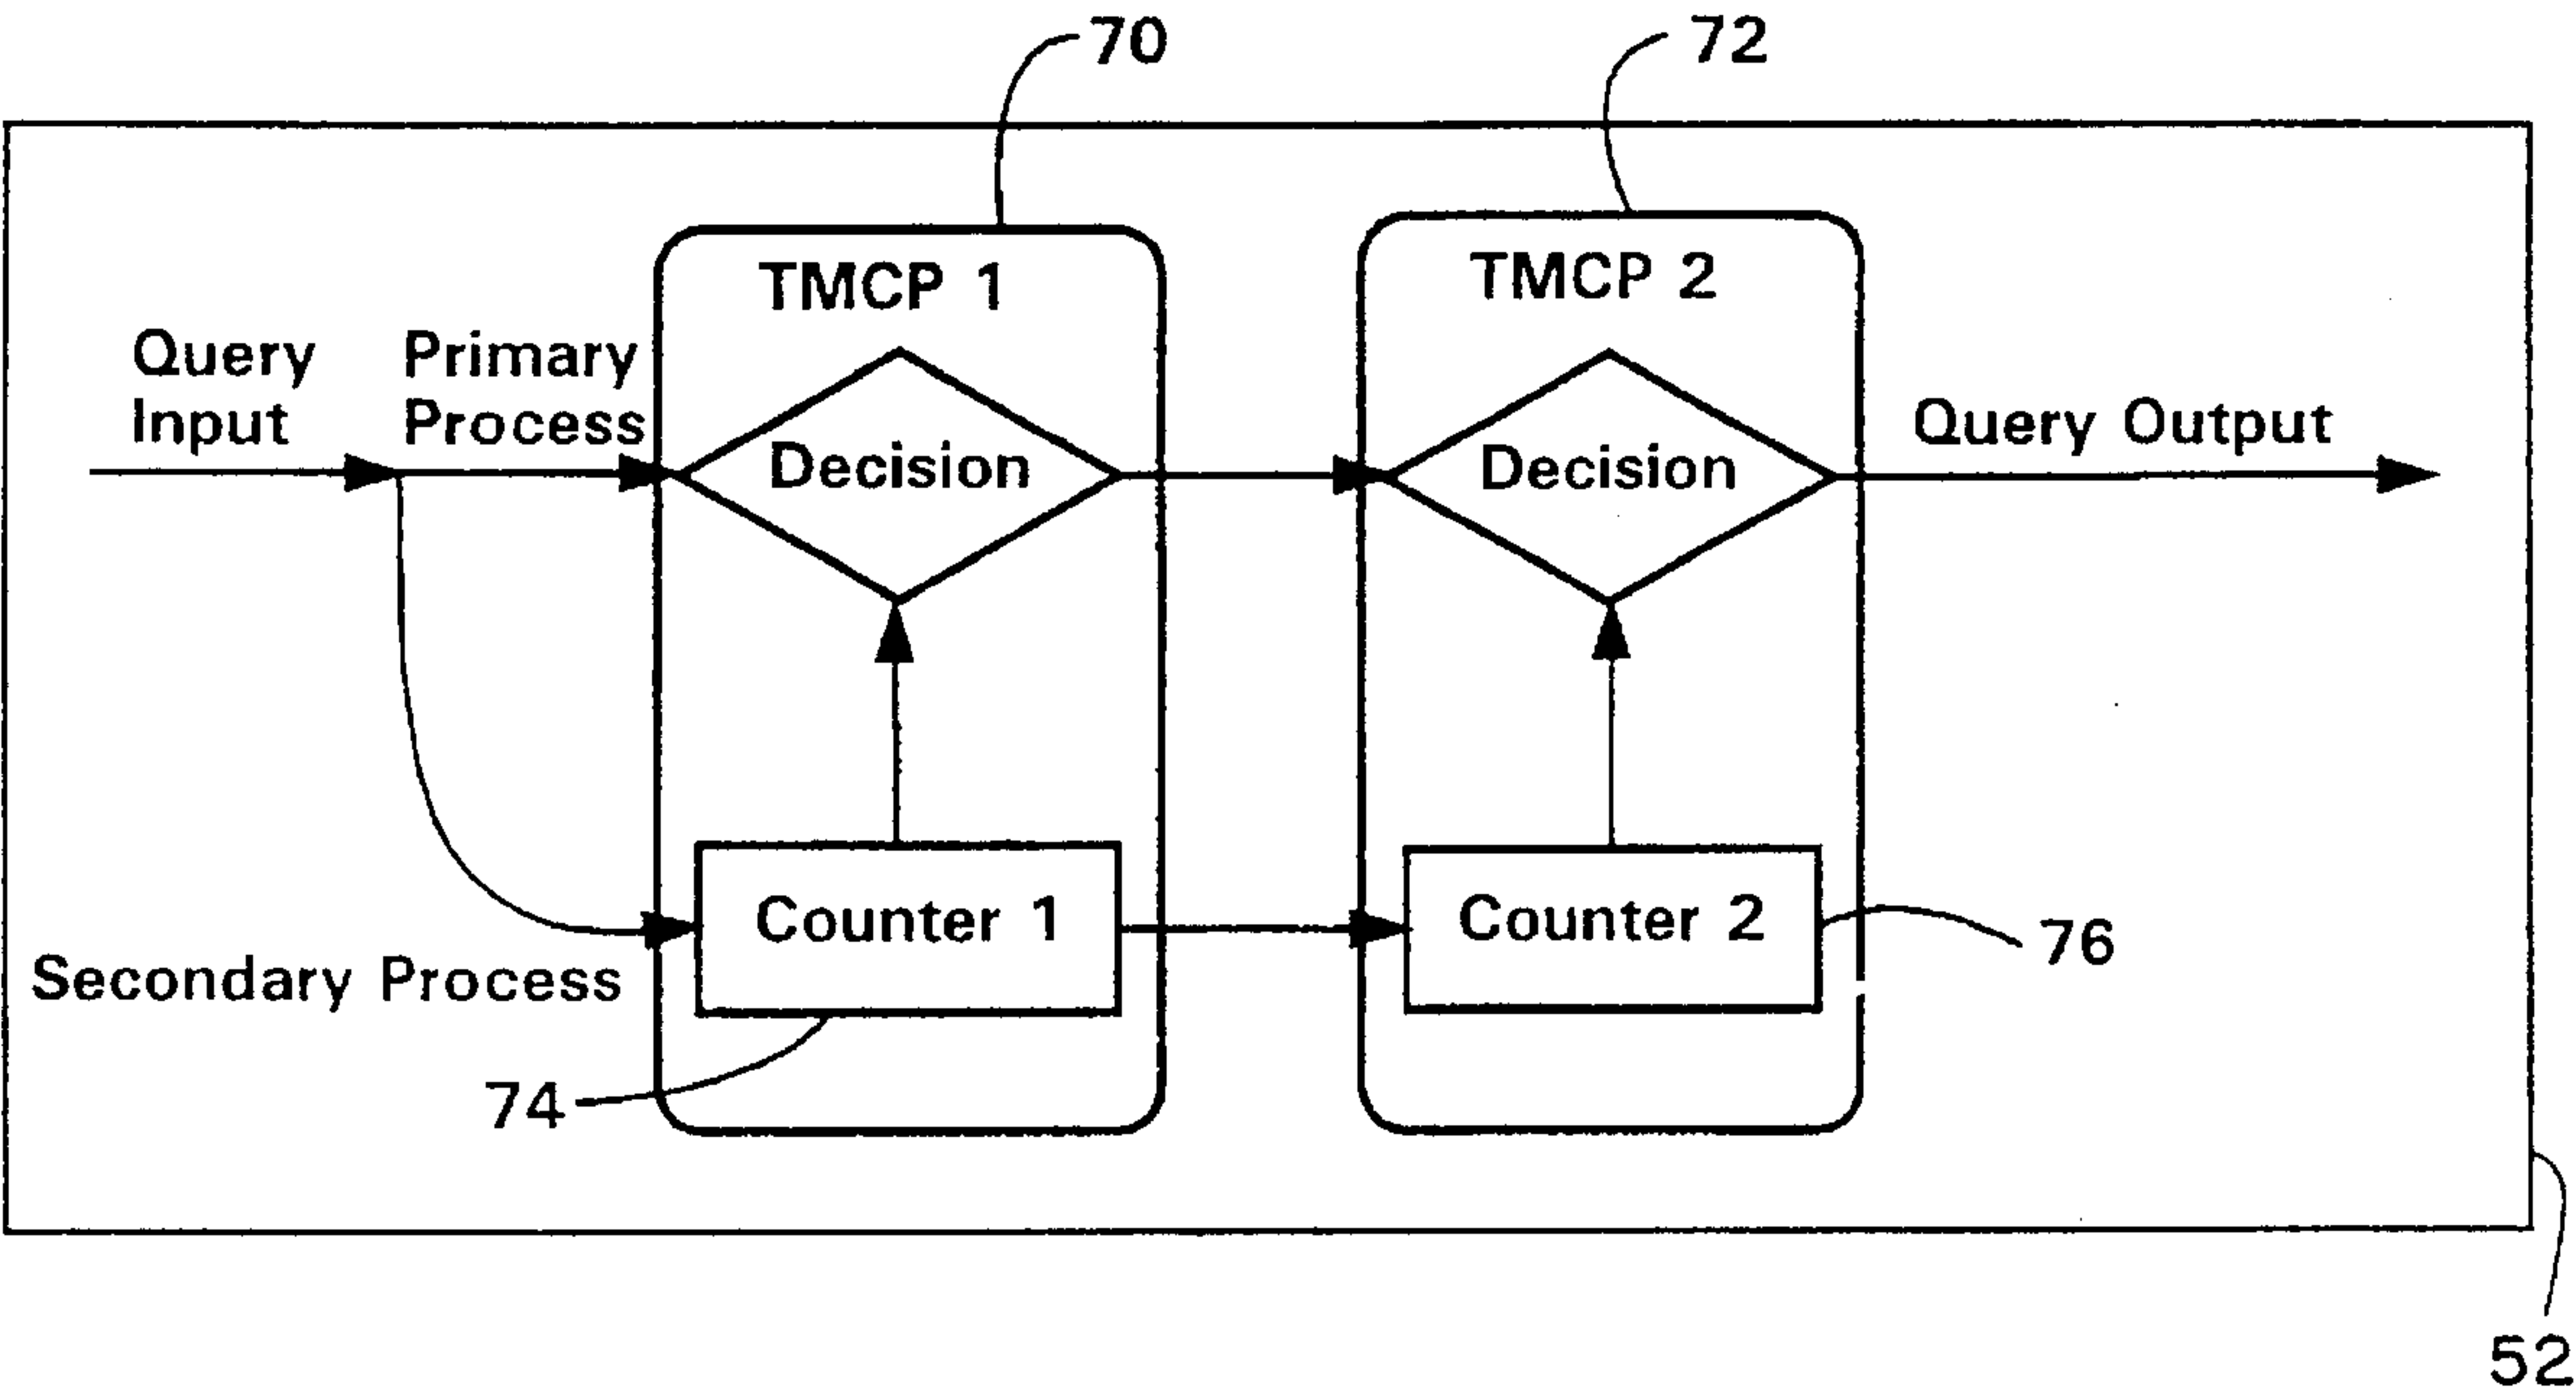 70
72
TMCP 1
TMCP 2
Query
Input
Primary
Process
Decision
Decision
Query Output
Counter 1
Counter 2
76
Secondary Process
74
52